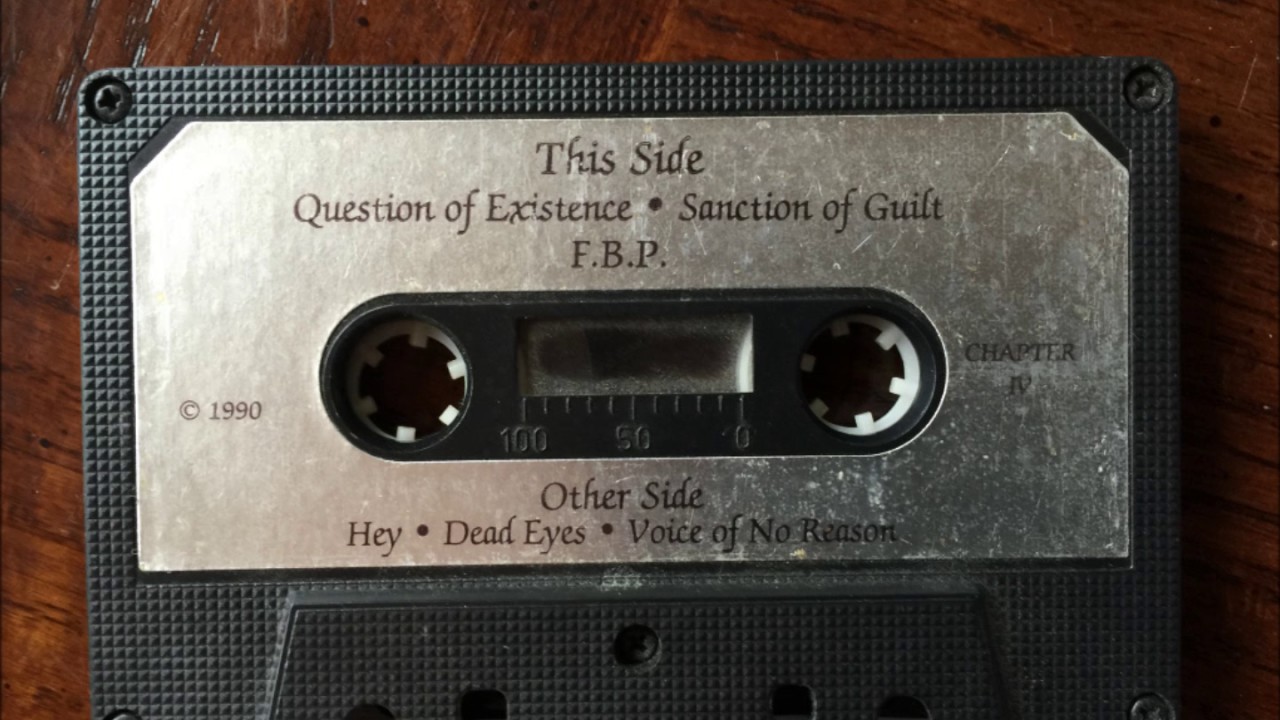 This Side
Question of Existence • Sanction of Guilt
F.B.P.
CHAPTER
IV
© 1990
100 50 0
Other Side
Hey • Dead Eyes • Voice of No Reason